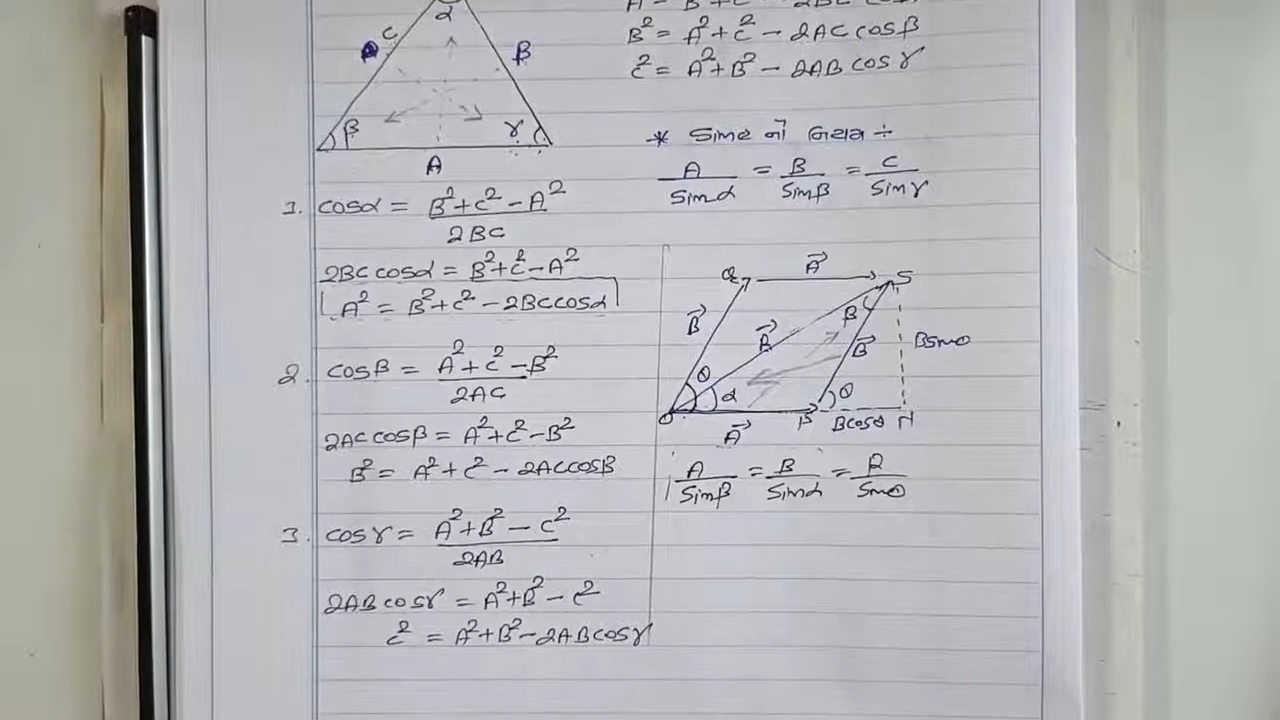 α
C
B
β
γ
A
B² = A² + C² - 2AC cosβ
C² = A² + B² - 2AB cosγ
* Sine નો નિયમ ÷
A/Sinα = B/Sinβ = C/Sinγ
1. cosα = B² + C² - A² / 2BC
2BC cosα = B² + C² - A²
A² = B² + C² - 2BC cosα
2. cosβ = A² + C² - B² / 2AC
2AC cosβ = A² + C² - B²
B² = A² + C² - 2AC cosβ
3. cosγ = A² + B² - C² / 2AB
2AB cosγ = A² + B² - C²
C² = A² + B² - 2AB cosγ
Q A⃗ S
B⃗ β
R⃗ B⃗ Bsinθ
θ α θ
O A⃗ P Bcosθ N
A/Sinβ = B/Sinα = R/Sinθ